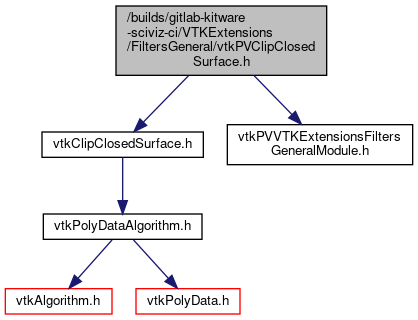 /builds/gitlab-kitware
-sciviz-ci/VTKExtensions
/FiltersGeneral/vtkPVClipClosed
Surface.h
vtkClipClosedSurface.h
vtkPVVTKExtensionsFilters
GeneralModule.h
vtkPolyDataAlgorithm.h
vtkAlgorithm.h
vtkPolyData.h